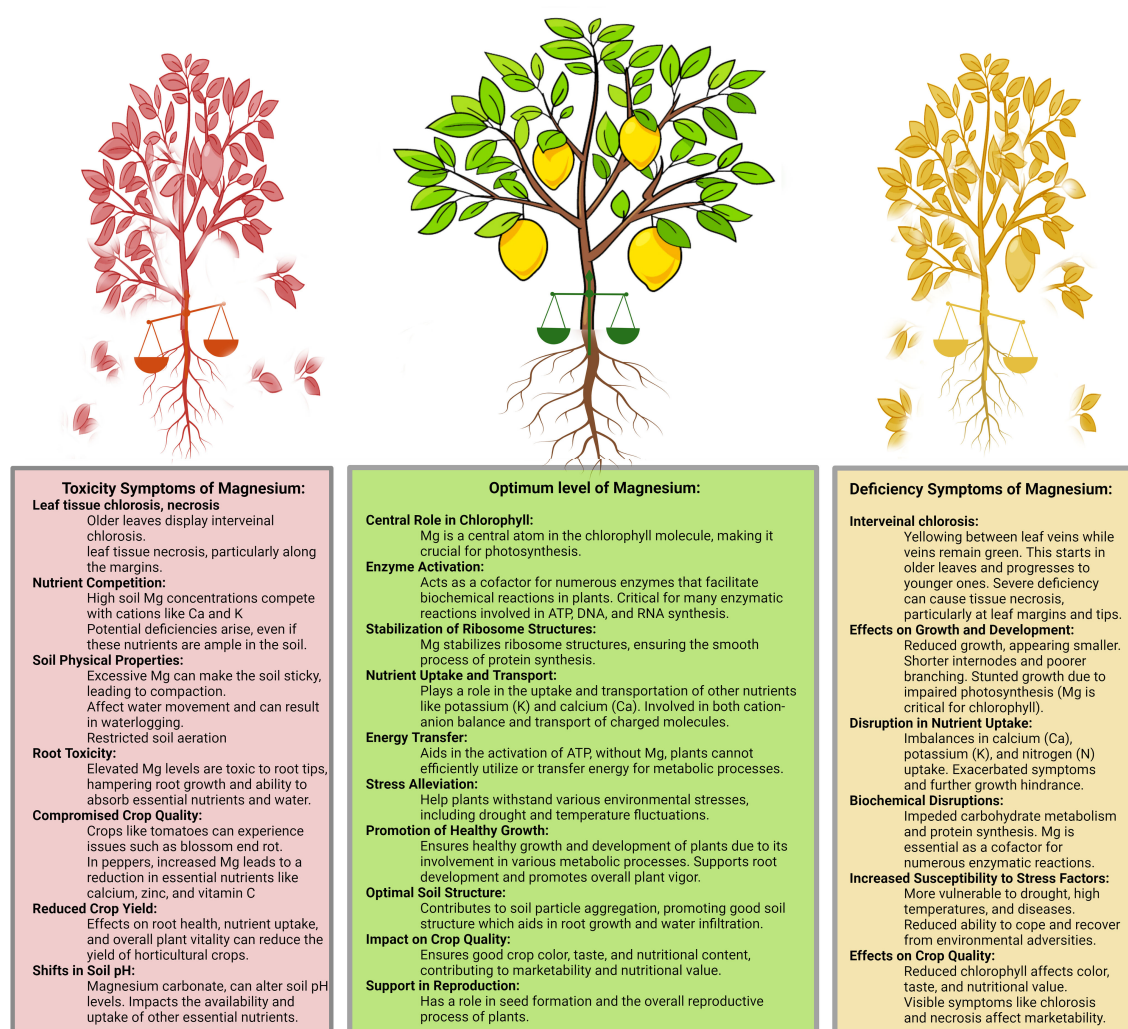 Toxicity Symptoms of Magnesium:
Leaf tissue chlorosis, necrosis
Older leaves display interveinal
chlorosis.
leaf tissue necrosis, particularly along
the margins.
Nutrient Competition:
High soil Mg concentrations compete
with cations like Ca and K
Potential deficiencies arise, even if
these nutrients are ample in the soil.
Soil Physical Properties:
Excessive Mg can make the soil sticky,
leading to compaction.
Affect water movement and can result
in waterlogging.
Restricted soil aeration
Root Toxicity:
Elevated Mg levels are toxic to root tips,
hampering root growth and ability to
absorb essential nutrients and water.
Compromised Crop Quality:
Crops like tomatoes can experience
issues such as blossom end rot.
In peppers, increased Mg leads to a
reduction in essential nutrients like
calcium, zinc, and vitamin C
Reduced Crop Yield:
Effects on root health, nutrient uptake,
and overall plant vitality can reduce the
yield of horticultural crops.
Shifts in Soil pH:
Magnesium carbonate, can alter soil pH
levels. Impacts the availability and
uptake of other essential nutrients.
Optimum level of Magnesium:
Central Role in Chlorophyll:
Mg is a central atom in the chlorophyll molecule, making it
crucial for photosynthesis.
Enzyme Activation:
Acts as a cofactor for numerous enzymes that facilitate
biochemical reactions in plants. Critical for many enzymatic
reactions involved in ATP, DNA, and RNA synthesis.
Stabilization of Ribosome Structures:
Mg stabilizes ribosome structures, ensuring the smooth
process of protein synthesis.
Nutrient Uptake and Transport:
Plays a role in the uptake and transportation of other nutrients
like potassium (K) and calcium (Ca). Involved in both cation-
anion balance and transport of charged molecules.
Energy Transfer:
Aids in the activation of ATP, without Mg, plants cannot
efficiently utilize or transfer energy for metabolic processes.
Stress Alleviation:
Help plants withstand various environmental stresses,
including drought and temperature fluctuations.
Promotion of Healthy Growth:
Ensures healthy growth and development of plants due to its
involvement in various metabolic processes. Supports root
development and promotes overall plant vigor.
Optimal Soil Structure:
Contributes to soil particle aggregation, promoting good soil
structure which aids in root growth and water infiltration.
Impact on Crop Quality:
Ensures good crop color, taste, and nutritional content,
contributing to marketability and nutritional value.
Support in Reproduction:
Has a role in seed formation and the overall reproductive
process of plants.
Deficiency Symptoms of Magnesium:
Interveinal chlorosis:
Yellowing between leaf veins while
veins remain green. This starts in
older leaves and progresses to
younger ones. Severe deficiency
can cause tissue necrosis,
particularly at leaf margins and tips.
Effects on Growth and Development:
Reduced growth, appearing smaller.
Shorter internodes and poorer
branching. Stunted growth due to
impaired photosynthesis (Mg is
critical for chlorophyll).
Disruption in Nutrient Uptake:
Imbalances in calcium (Ca),
potassium (K), and nitrogen (N)
uptake. Exacerbated symptoms
and further growth hindrance.
Biochemical Disruptions:
Impeded carbohydrate metabolism
and protein synthesis. Mg is
essential as a cofactor for
numerous enzymatic reactions.
Increased Susceptibility to Stress Factors:
More vulnerable to drought, high
temperatures, and diseases.
Reduced ability to cope and recover
from environmental adversities.
Effects on Crop Quality:
Reduced chlorophyll affects color,
taste, and nutritional value.
Visible symptoms like chlorosis
and necrosis affect marketability.